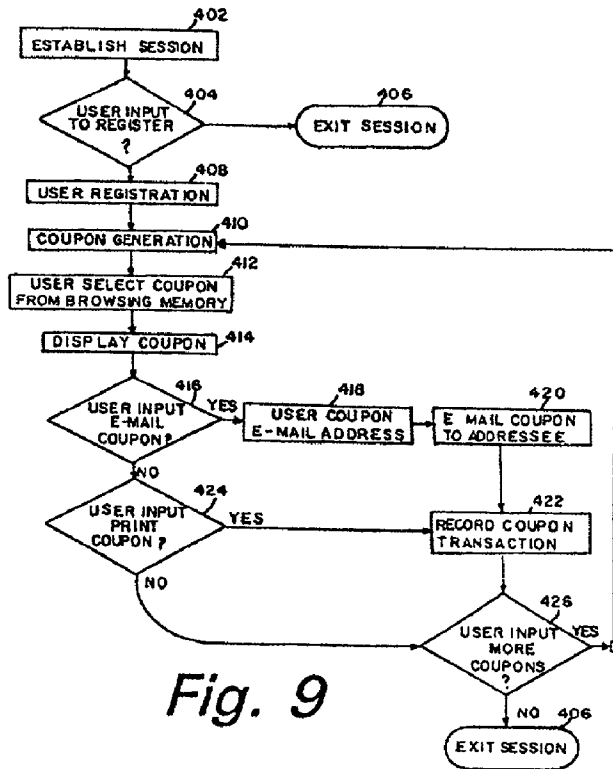 402
ESTABLISH SESSION
404
USER INPUT
TO REGISTER
?
406
EXIT SESSION
408
USER REGISTRATION
410
COUPON GENERATION
412
USER SELECT COUPON
FROM BROWSING MEMORY
414
DISPLAY COUPON
416
USER INPUT
E-MAIL
COUPON?
YES
418
USER COUPON
E-MAIL ADDRESS
420
E MAIL COUPON
TO ADDRESSEE
NO
424
USER INPUT
PRINT
COUPON?
YES
422
RECORD COUPON
TRANSACTION
NO
426
USER INPUT
MORE
COUPONS
?
YES
NO
406
EXIT SESSION
Fig. 9